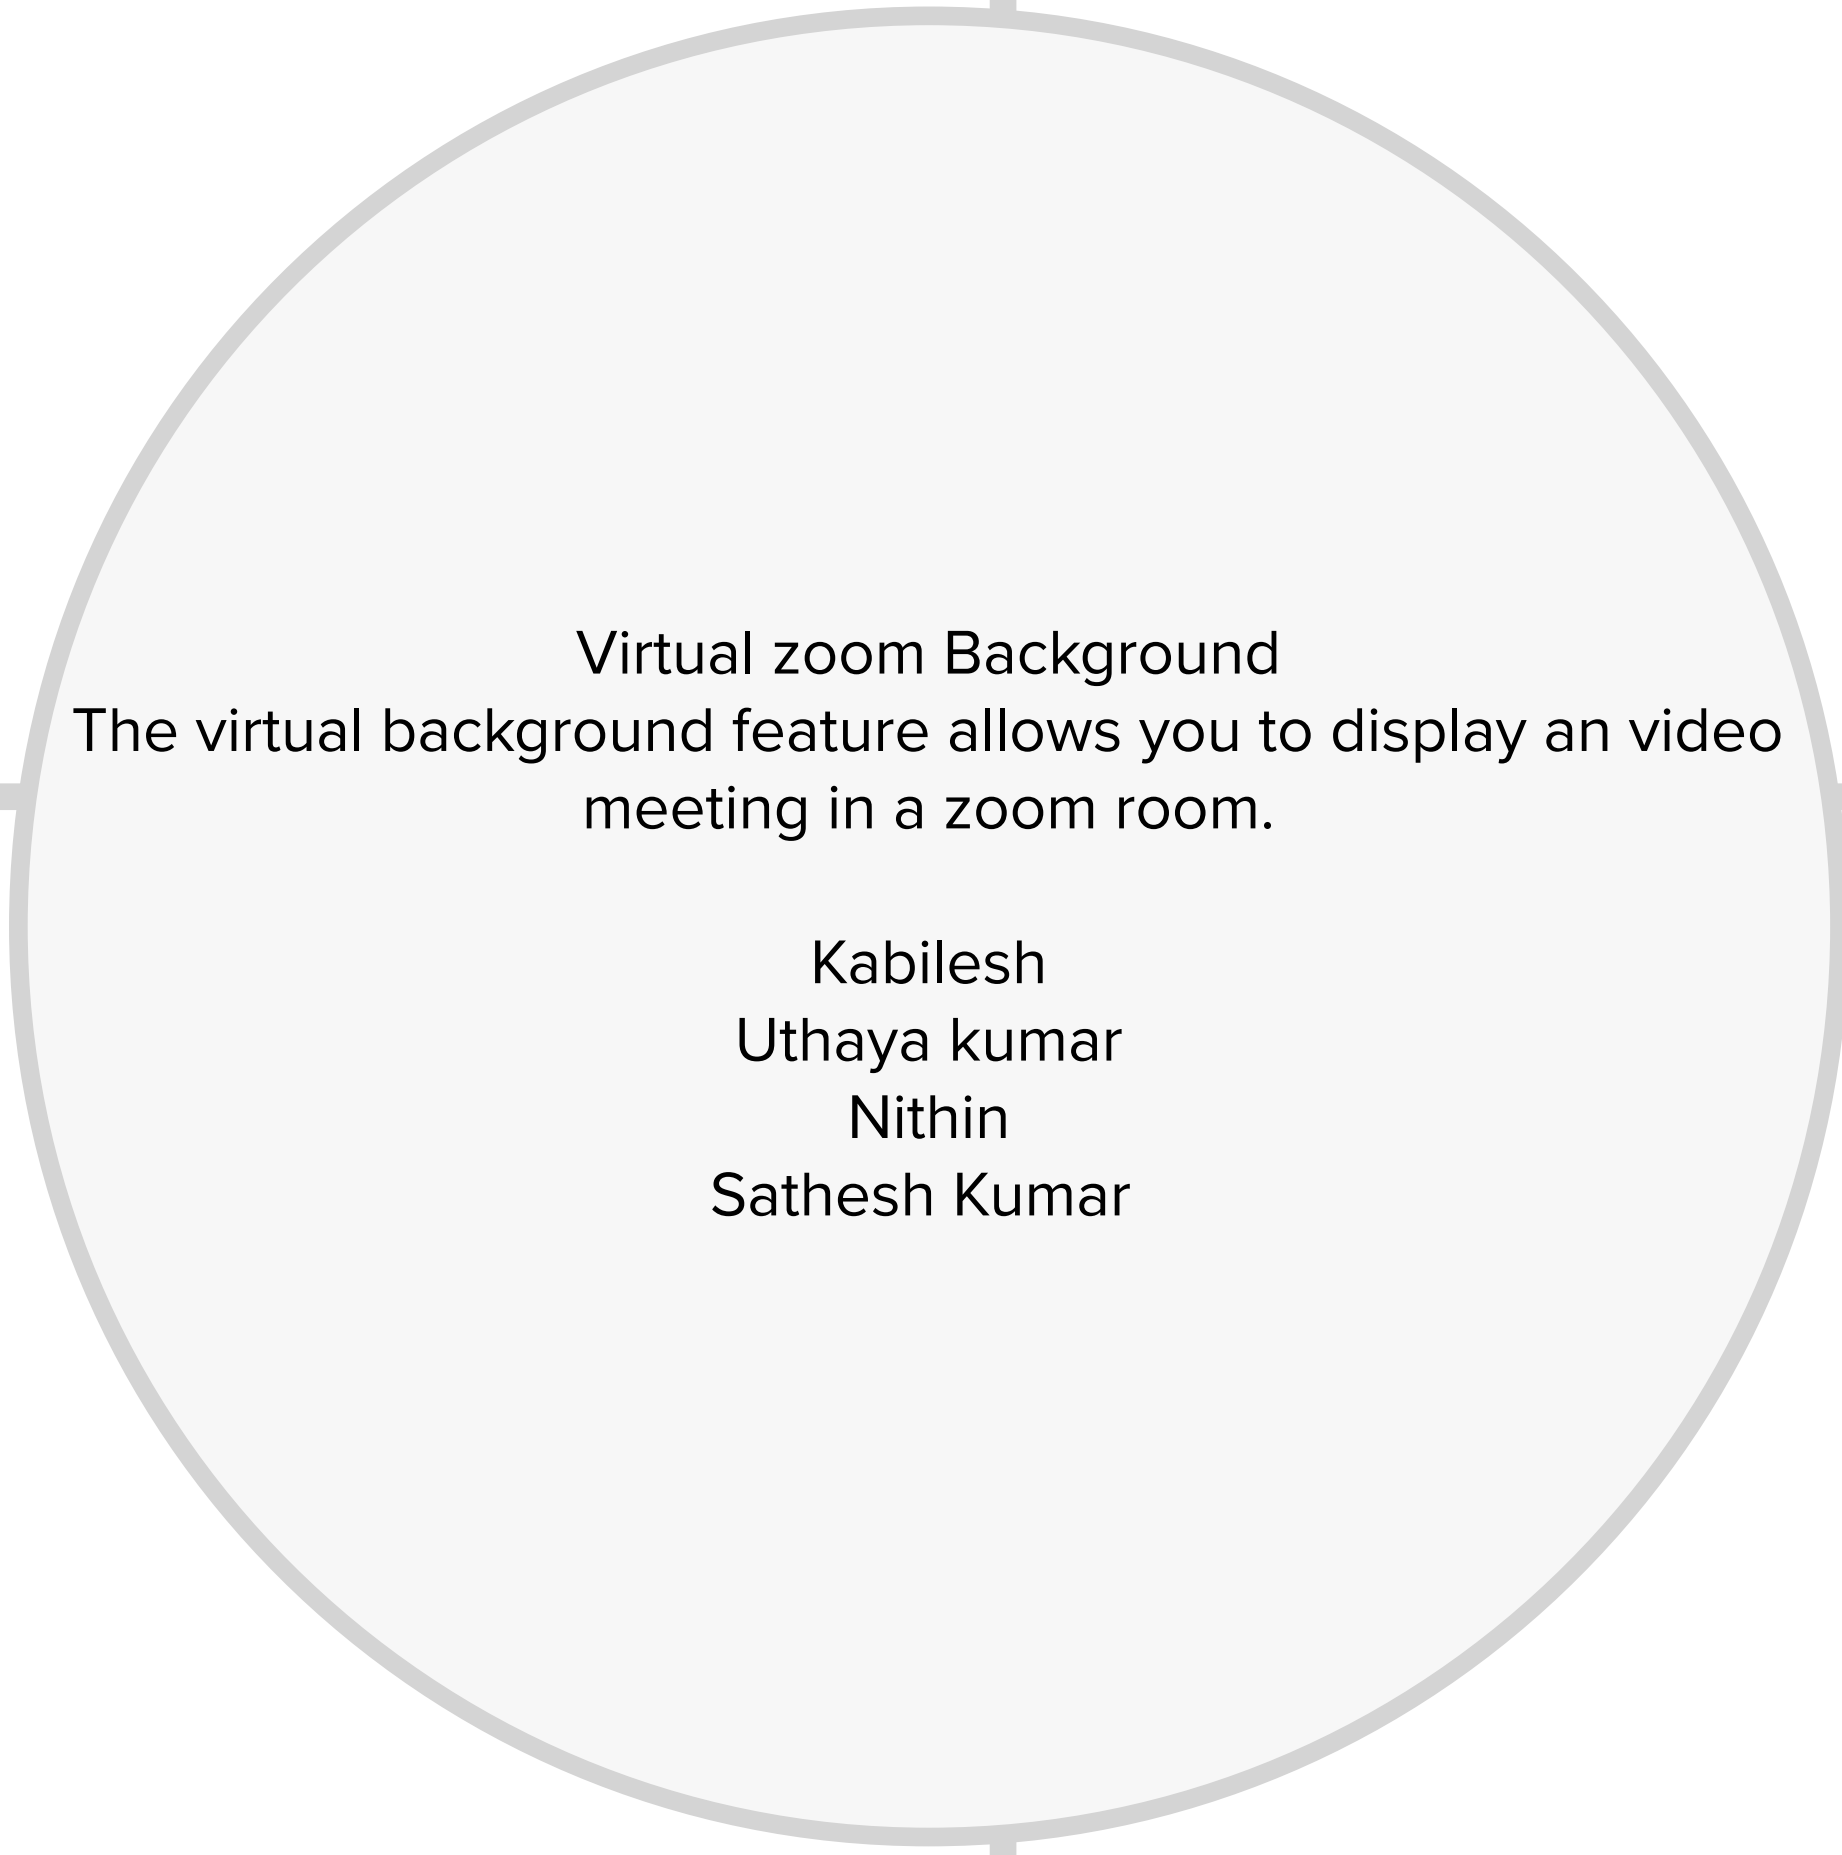 Virtual zoom Background
The virtual background feature allows you to display an video
meeting in a zoom room.
Kabilesh
Uthaya kumar
Nithin
Sathesh Kumar